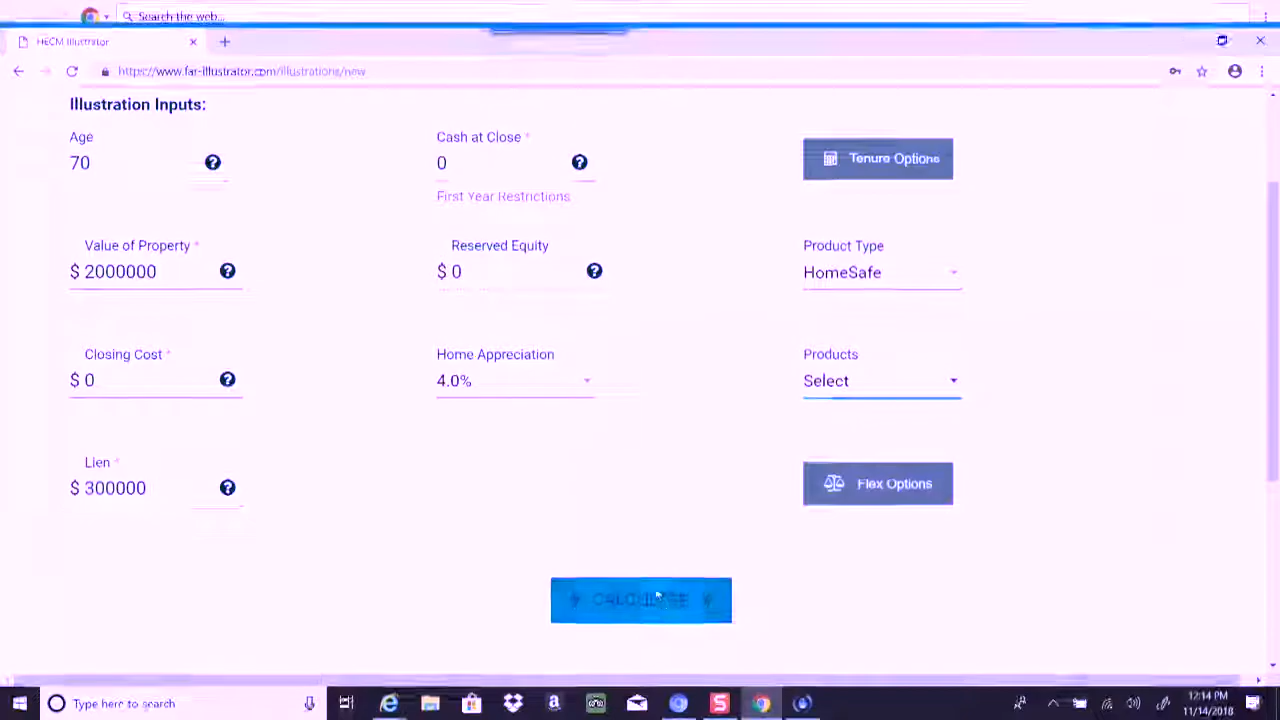 Search the web...
HECM Illustrator
https://www.far-illustrator.com/illustrations/new
Illustration Inputs:
Age
70
Cash at Close *
0
First Year Restrictions
Tenure Options
Value of Property *
$ 2000000
Reserved Equity
$ 0
Product Type
HomeSafe
Closing Cost *
$ 0
Home Appreciation
4.0%
Products
Select
Lien *
$ 300000
Flex Options
CALCULATE
Type here to search
12:14 PM
11/14/2018